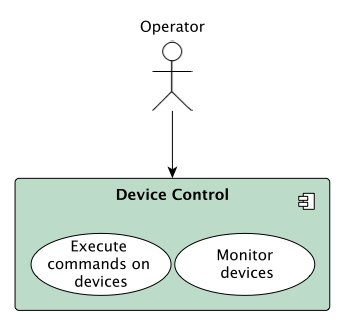 Operator
Device Control
Execute
commands on
devices
Monitor
devices